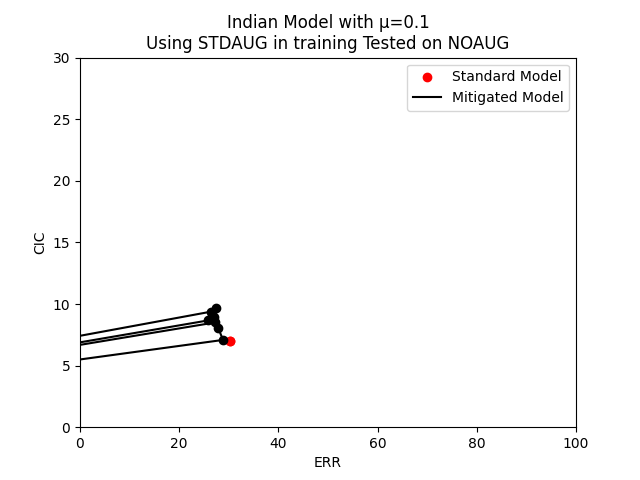 Indian Model with μ=0.1
Using STDAUG in training Tested on NOAUG
30
25
20
15
10
5
0
CIC
Standard Model
Mitigated Model
0 20 40 60 80 100
ERR